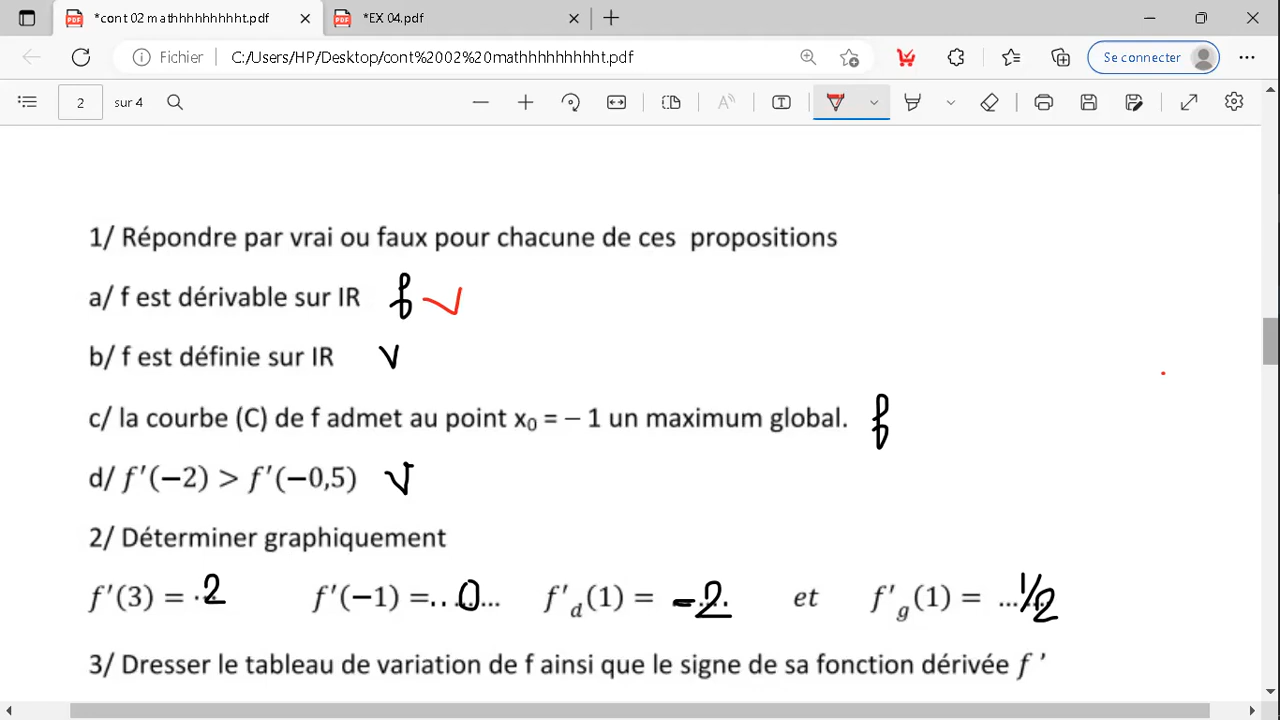 *cont 02 mathhhhhhhhht.pdf *EX 04.pdf
Fichier C:/Users/HP/Desktop/cont%2002%20mathhhhhhhhht.pdf Se connecter
2 sur 4
1/ Répondre par vrai ou faux pour chacune de ces propositions
a/ f est dérivable sur IR f
b/ f est définie sur IR V
c/ la courbe (C) de f admet au point x₀ = – 1 un maximum global. f
d/ f′(−2) > f′(−0,5) V
2/ Déterminer graphiquement
f′(3) = 2 f′(−1) =..0... f′d(1) = -2 et f′g(1) = ...1/2
3/ Dresser le tableau de variation de f ainsi que le signe de sa fonction dérivée f ’